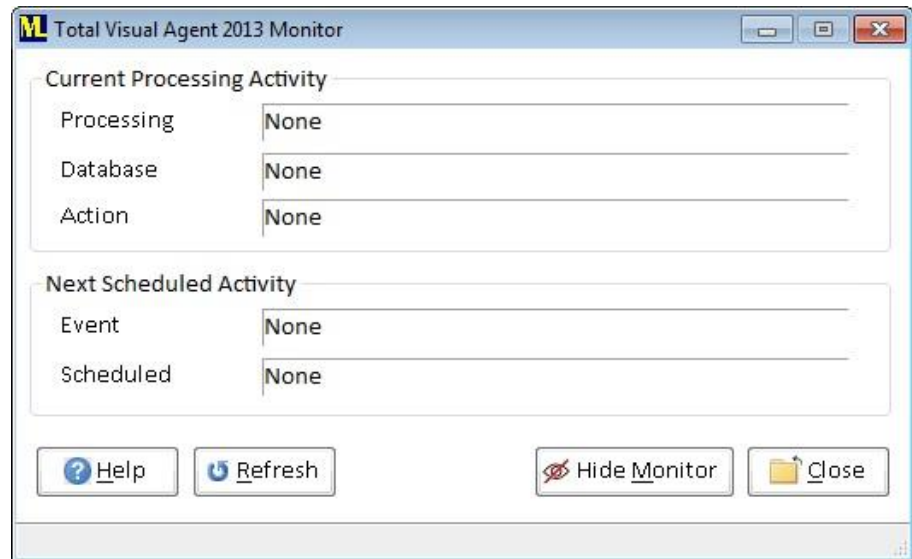 ML Total Visual Agent 2013 Monitor
Current Processing Activity
Processing None
Database None
Action None
Next Scheduled Activity
Event None
Scheduled None
? Help Refresh Hide Monitor Close